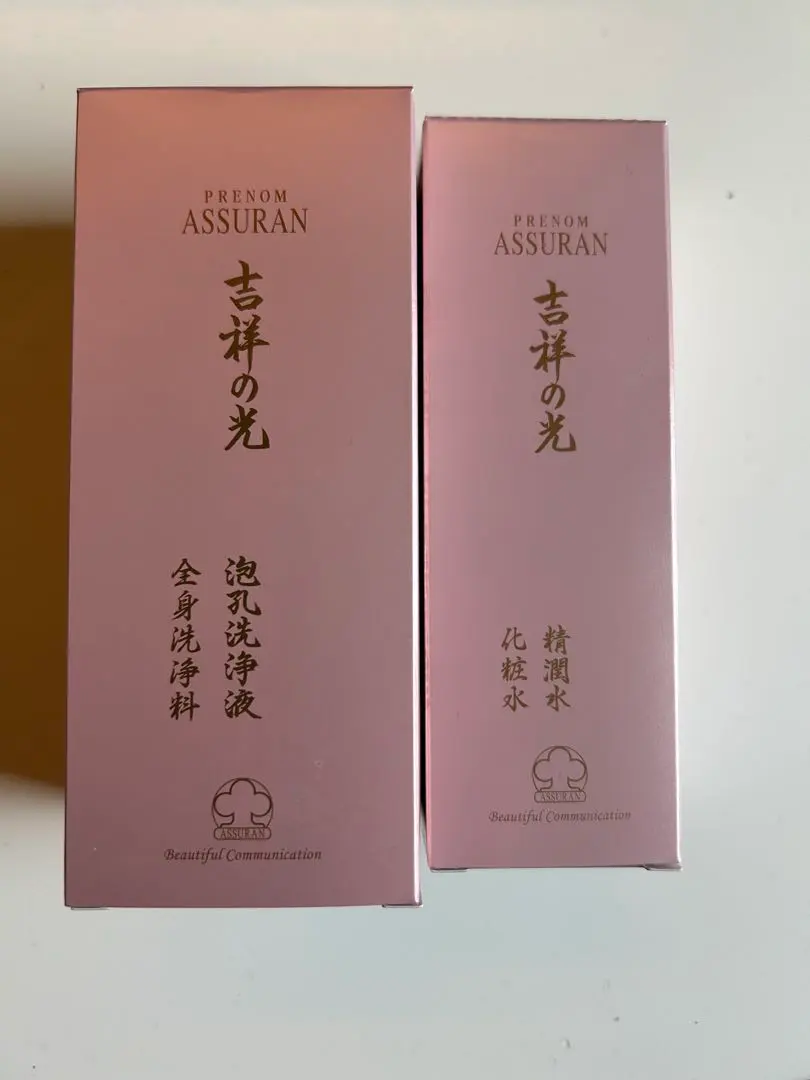 PRENOM
ASSURAN
吉祥の光
泡孔洗浄液
全身洗浄料
ASSURAN
Beautiful Communication
PRENOM
ASSURAN
吉祥の光
精潤水
化粧水
ASSURAN
Beautiful Communication